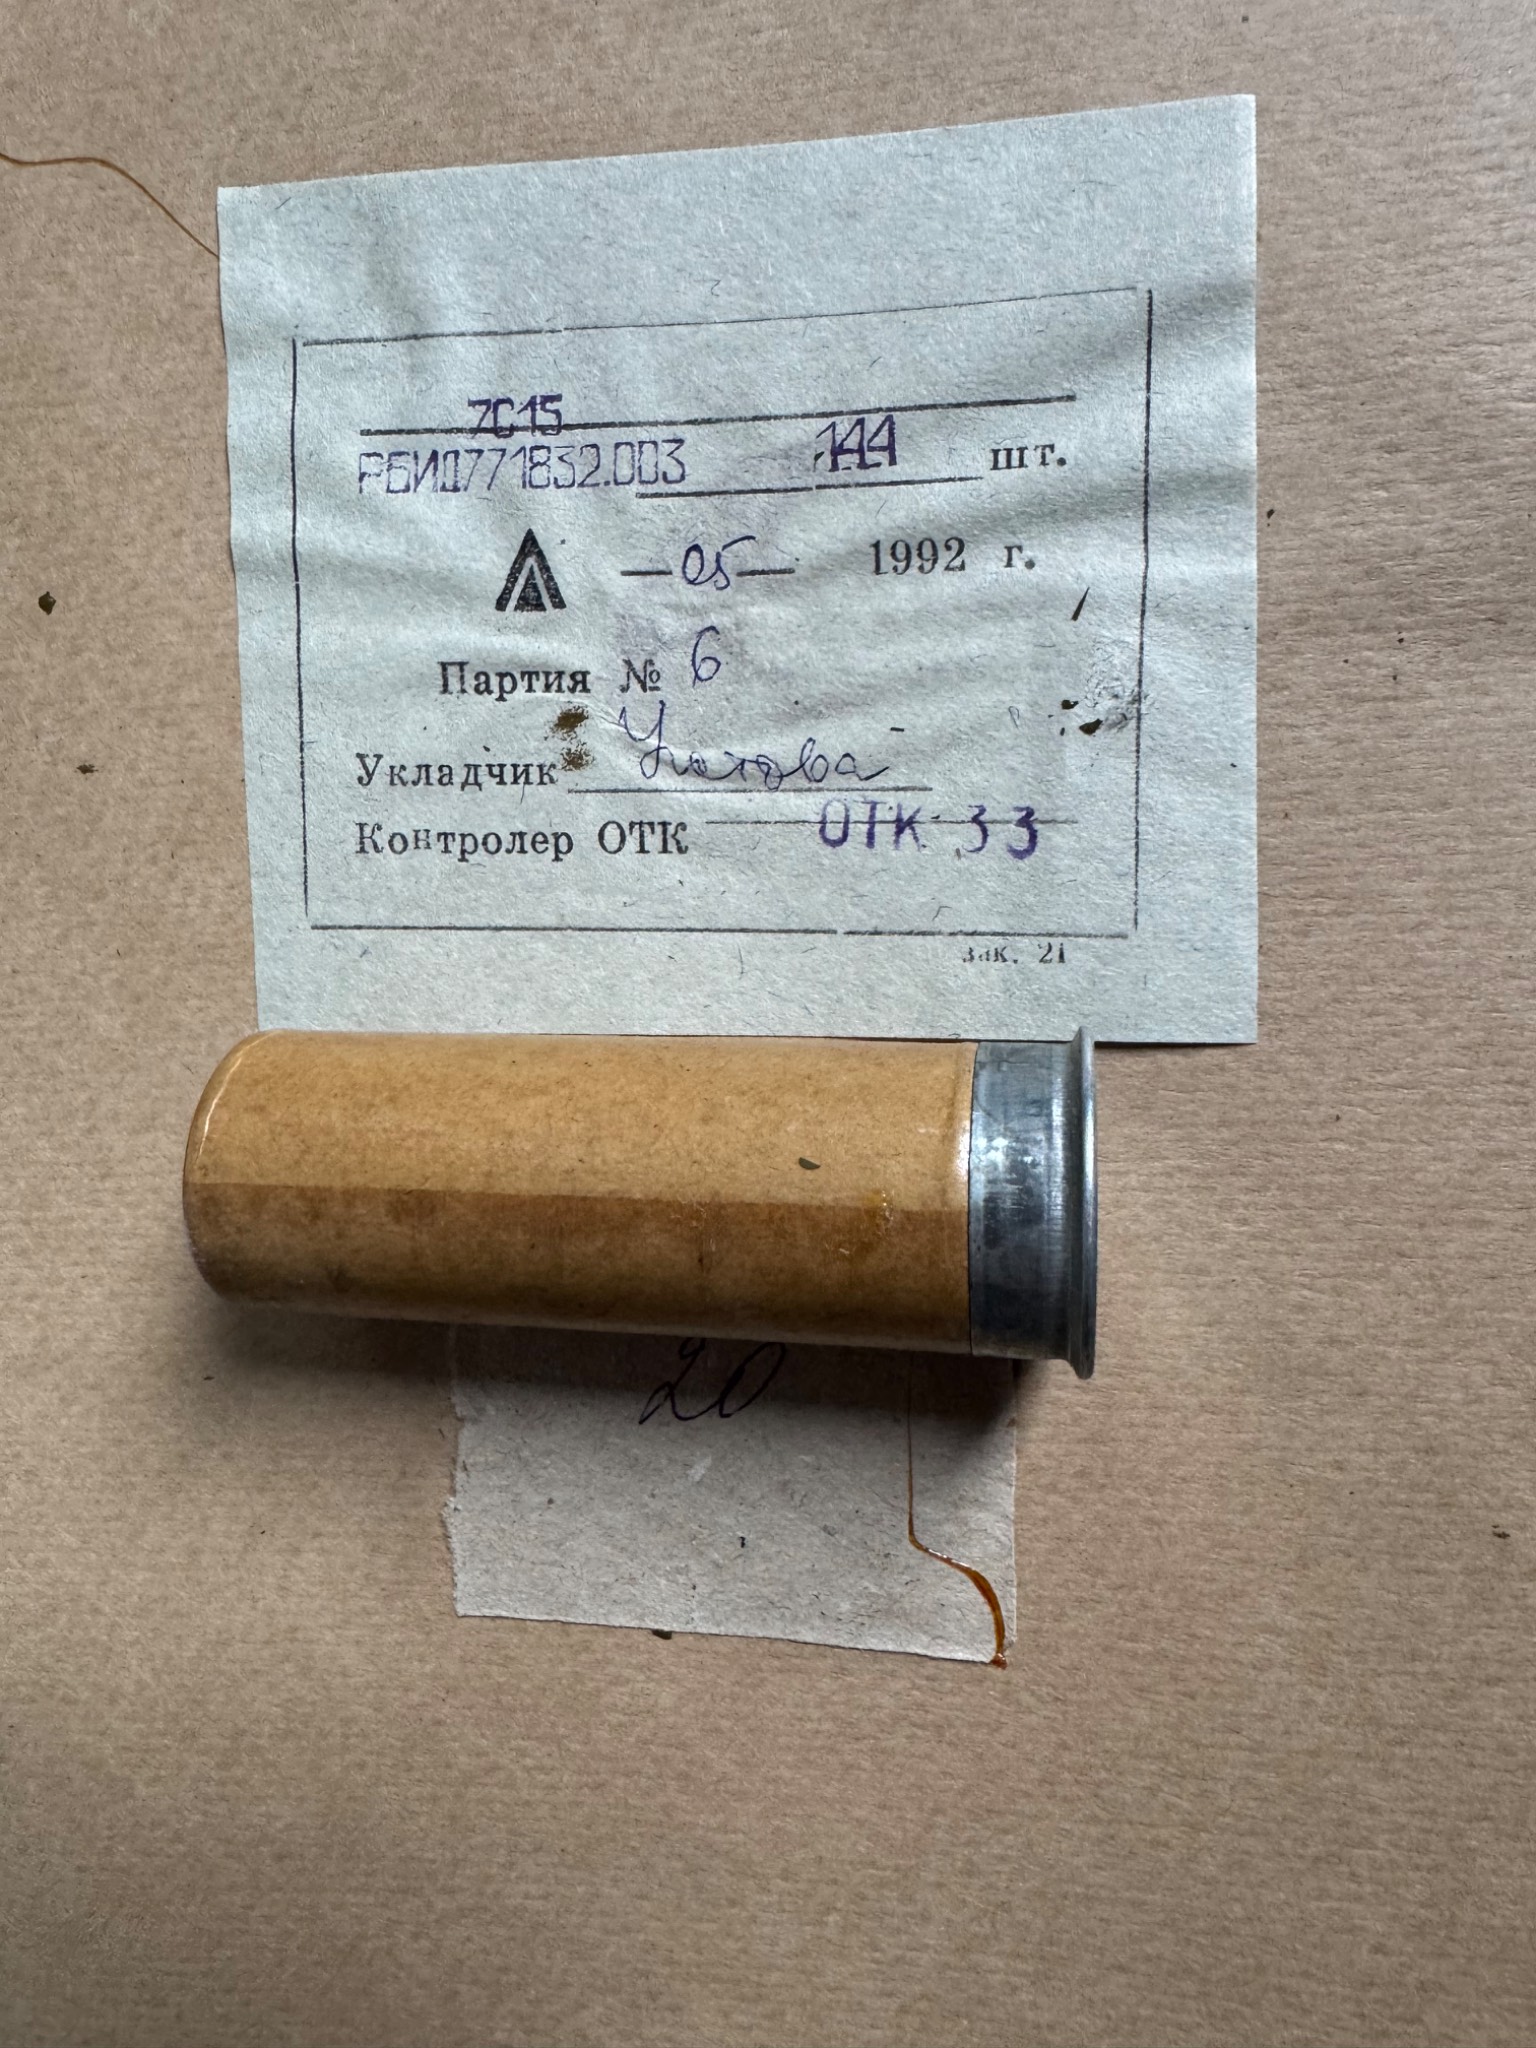 7С15
РБИД771832.003 144 шт.
—05— 1992 г.
Партия № 6
Укладчик
Контролер ОТК ОТК 33
зак. 21
20